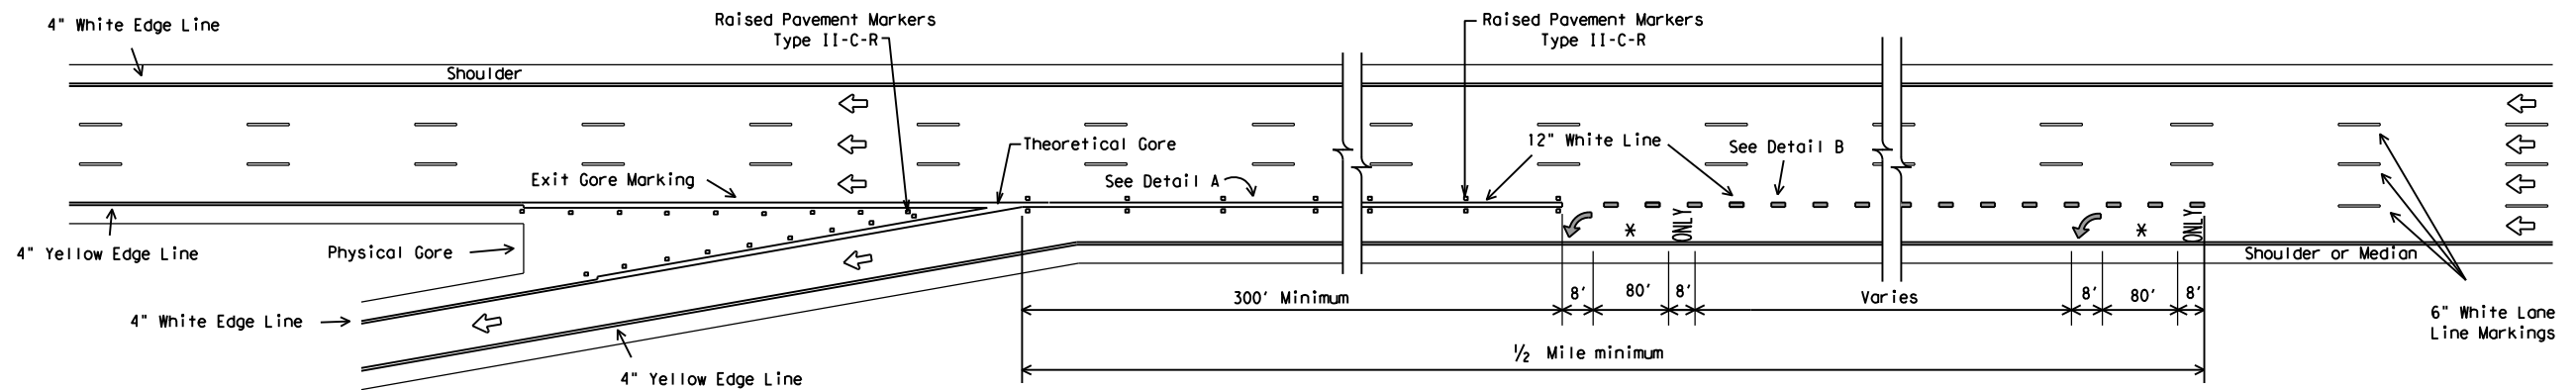 4" White Edge Line
Raised Pavement Markers
Type II-C-R
Raised Pavement Markers
Type II-C-R
Shoulder
Theoretical Gore
12" White Line
See Detail B
Exit Gore Marking
See Detail A
4" Yellow Edge Line
Physical Gore
*
ONLY
*
ONLY
Shoulder or Median
300' Minimum
8'
80'
8'
Varies
8'
80'
8'
4" White Edge Line
6" White Lane
Line Markings
½ Mile minimum
4" Yellow Edge Line